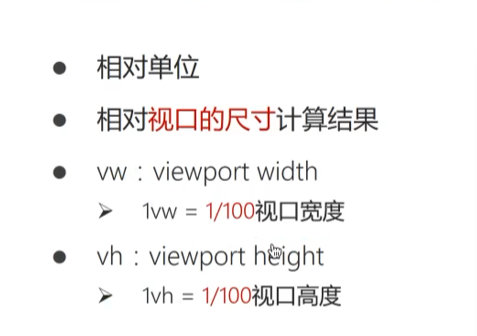 相对单位
相对视口的尺寸计算结果
vw：viewport width
1vw = 1/100视口宽度
vh：viewport height
1vh = 1/100视口高度